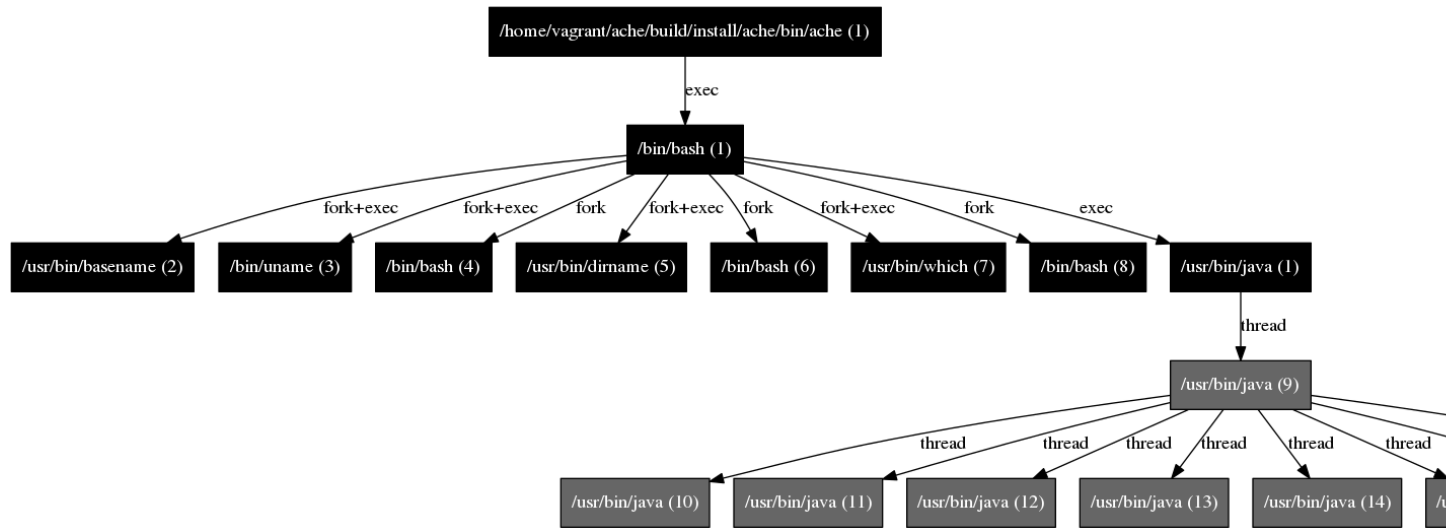 /home/vagrant/ache/build/install/ache/bin/ache (1)
exec
/bin/bash (1)
fork+exec
fork+exec
fork
fork+exec
fork
fork+exec
fork
exec
/usr/bin/basename (2)
/bin/uname (3)
/bin/bash (4)
/usr/bin/dirname (5)
/bin/bash (6)
/usr/bin/which (7)
/bin/bash (8)
/usr/bin/java (1)
thread
/usr/bin/java (9)
thread
thread
thread
thread
thread
thread
/usr/bin/java (10)
/usr/bin/java (11)
/usr/bin/java (12)
/usr/bin/java (13)
/usr/bin/java (14)